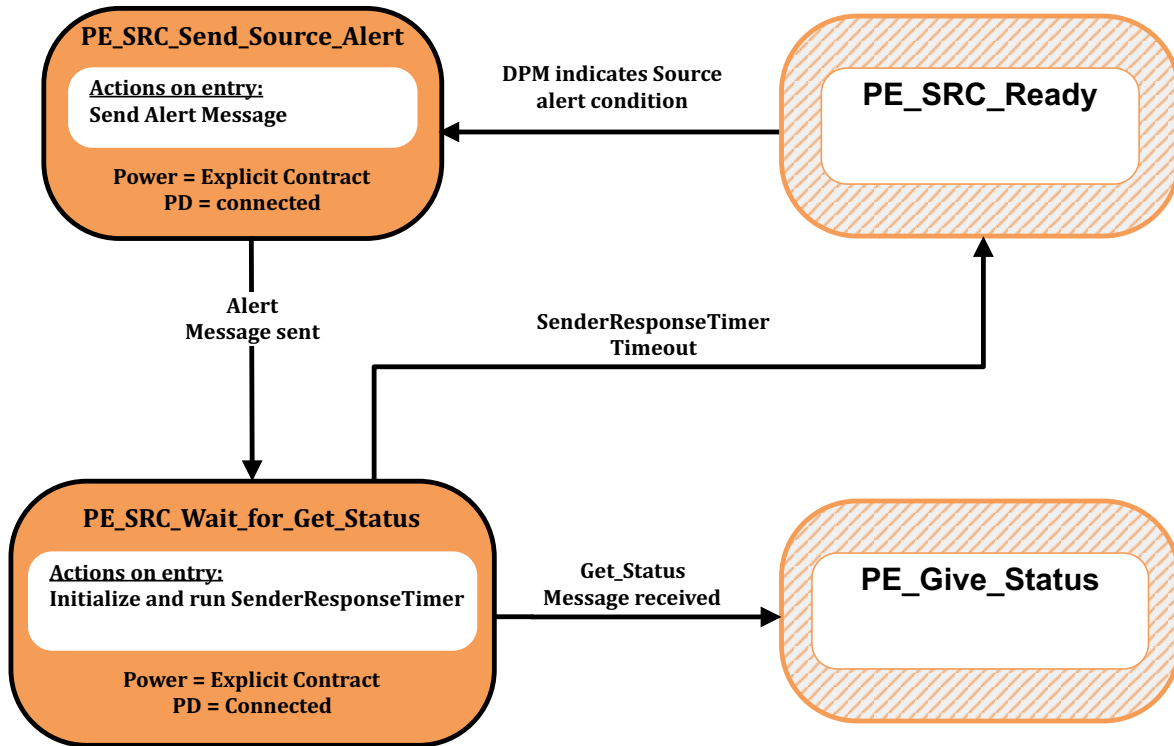 PE_SRC_Send_Source_Alert
Actions on entry:
Send Alert Message
Power = Explicit Contract
PD = connected
DPM indicates Source
alert condition
PE_SRC_Ready
Alert
Message sent
SenderResponseTimer
Timeout
PE_SRC_Wait_for_Get_Status
Actions on entry:
Initialize and run SenderResponseTimer
Power = Explicit Contract
PD = Connected
Get_Status
Message received
PE_Give_Status